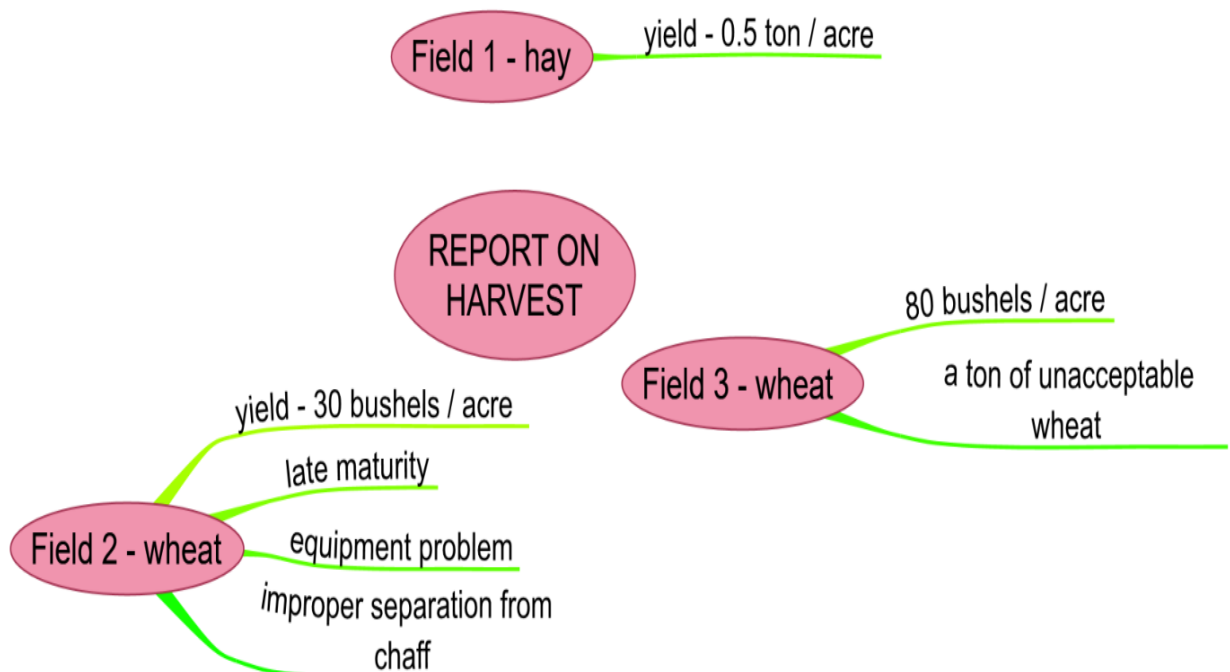 Field 1 - hay
yield - 0.5 ton / acre
REPORT ON
HARVEST
Field 3 - wheat
80 bushels / acre
a ton of unacceptable
wheat
Field 2 - wheat
yield - 30 bushels / acre
late maturity
equipment problem
improper separation from
chaff